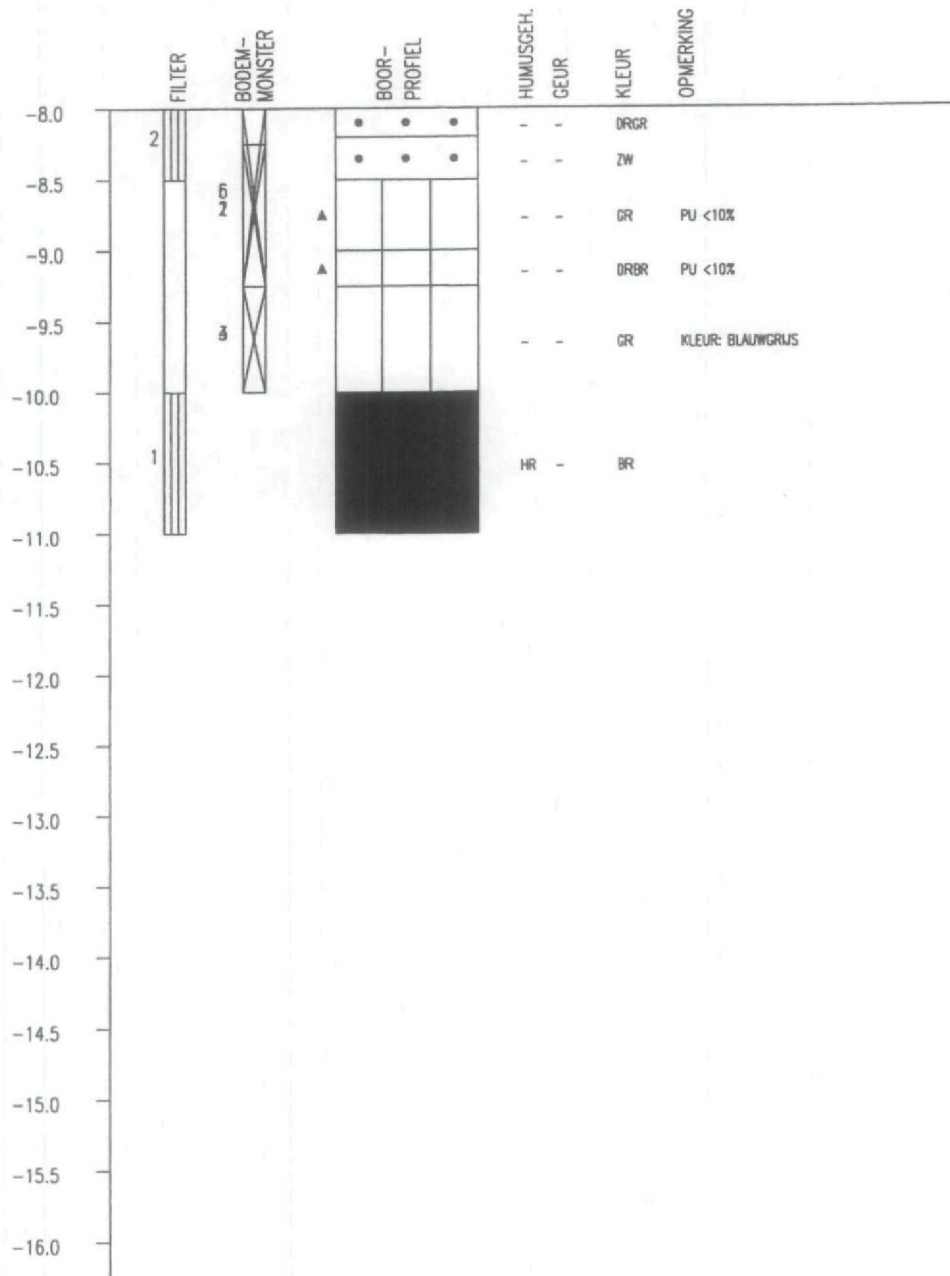 FILTER
BODEM-
MONSTER
BOOR-
PROFIEL
HUMUSGEH.
GEUR
KLEUR
OPMERKING
-8.0
- - DRGR
2
- - ZW
-8.5
- - GR PU <10%
-9.0
- - DRBR PU <10%
-9.5
- - GR KLEUR: BLAUWGRIJS
-10.0
1
-10.5
HR - BR
-11.0
-11.5
-12.0
-12.5
-13.0
-13.5
-14.0
-14.5
-15.0
-15.5
-16.0